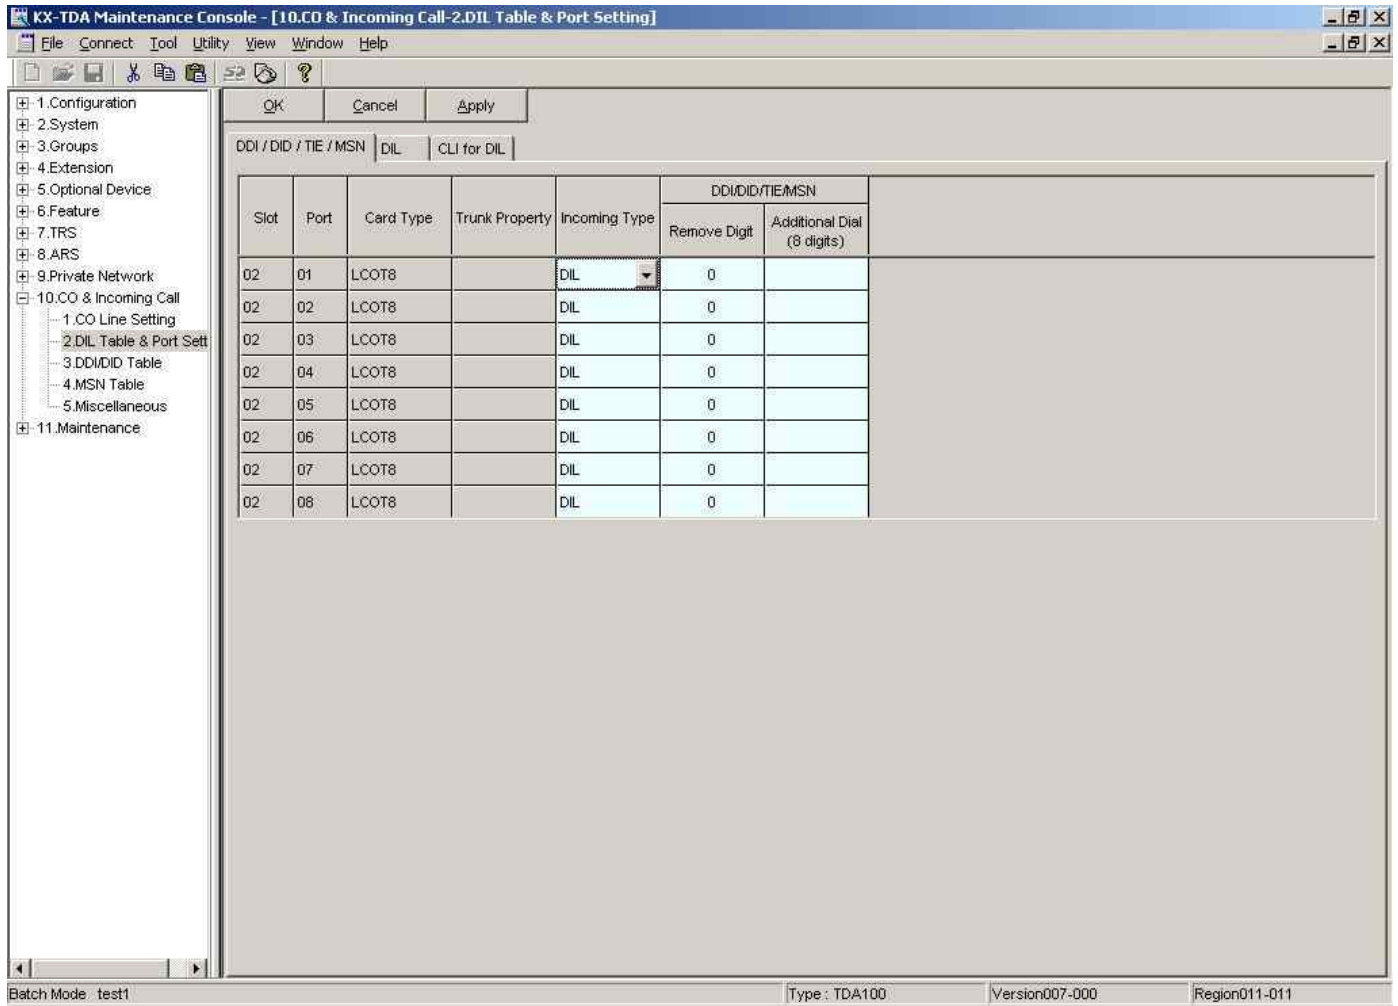 KX-TDA Maintenance Console - [10.CO & Incoming Call-2.DIL Table & Port Setting]
File Connect Tool Utility View Window Help
1.Configuration
2.System
3.Groups
4.Extension
5.Optional Device
6.Feature
7.TRS
8.ARS
9.Private Network
10.CO & Incoming Call
1.CO Line Setting
2.DIL Table & Port Sett
3.DDI/DID Table
4.MSN Table
5.Miscellaneous
11.Maintenance
OK Cancel Apply
DDI / DID / TIE / MSN DIL CLI for DIL
DDI/DID/TIE/MSN
Slot Port Card Type Trunk Property Incoming Type Remove Digit Additional Dial
(8 digits)
02 01 LCOT8 DIL 0
02 02 LCOT8 DIL 0
02 03 LCOT8 DIL 0
02 04 LCOT8 DIL 0
02 05 LCOT8 DIL 0
02 06 LCOT8 DIL 0
02 07 LCOT8 DIL 0
02 08 LCOT8 DIL 0
Batch Mode test1 Type : TDA100 Version007-000 Region011-011